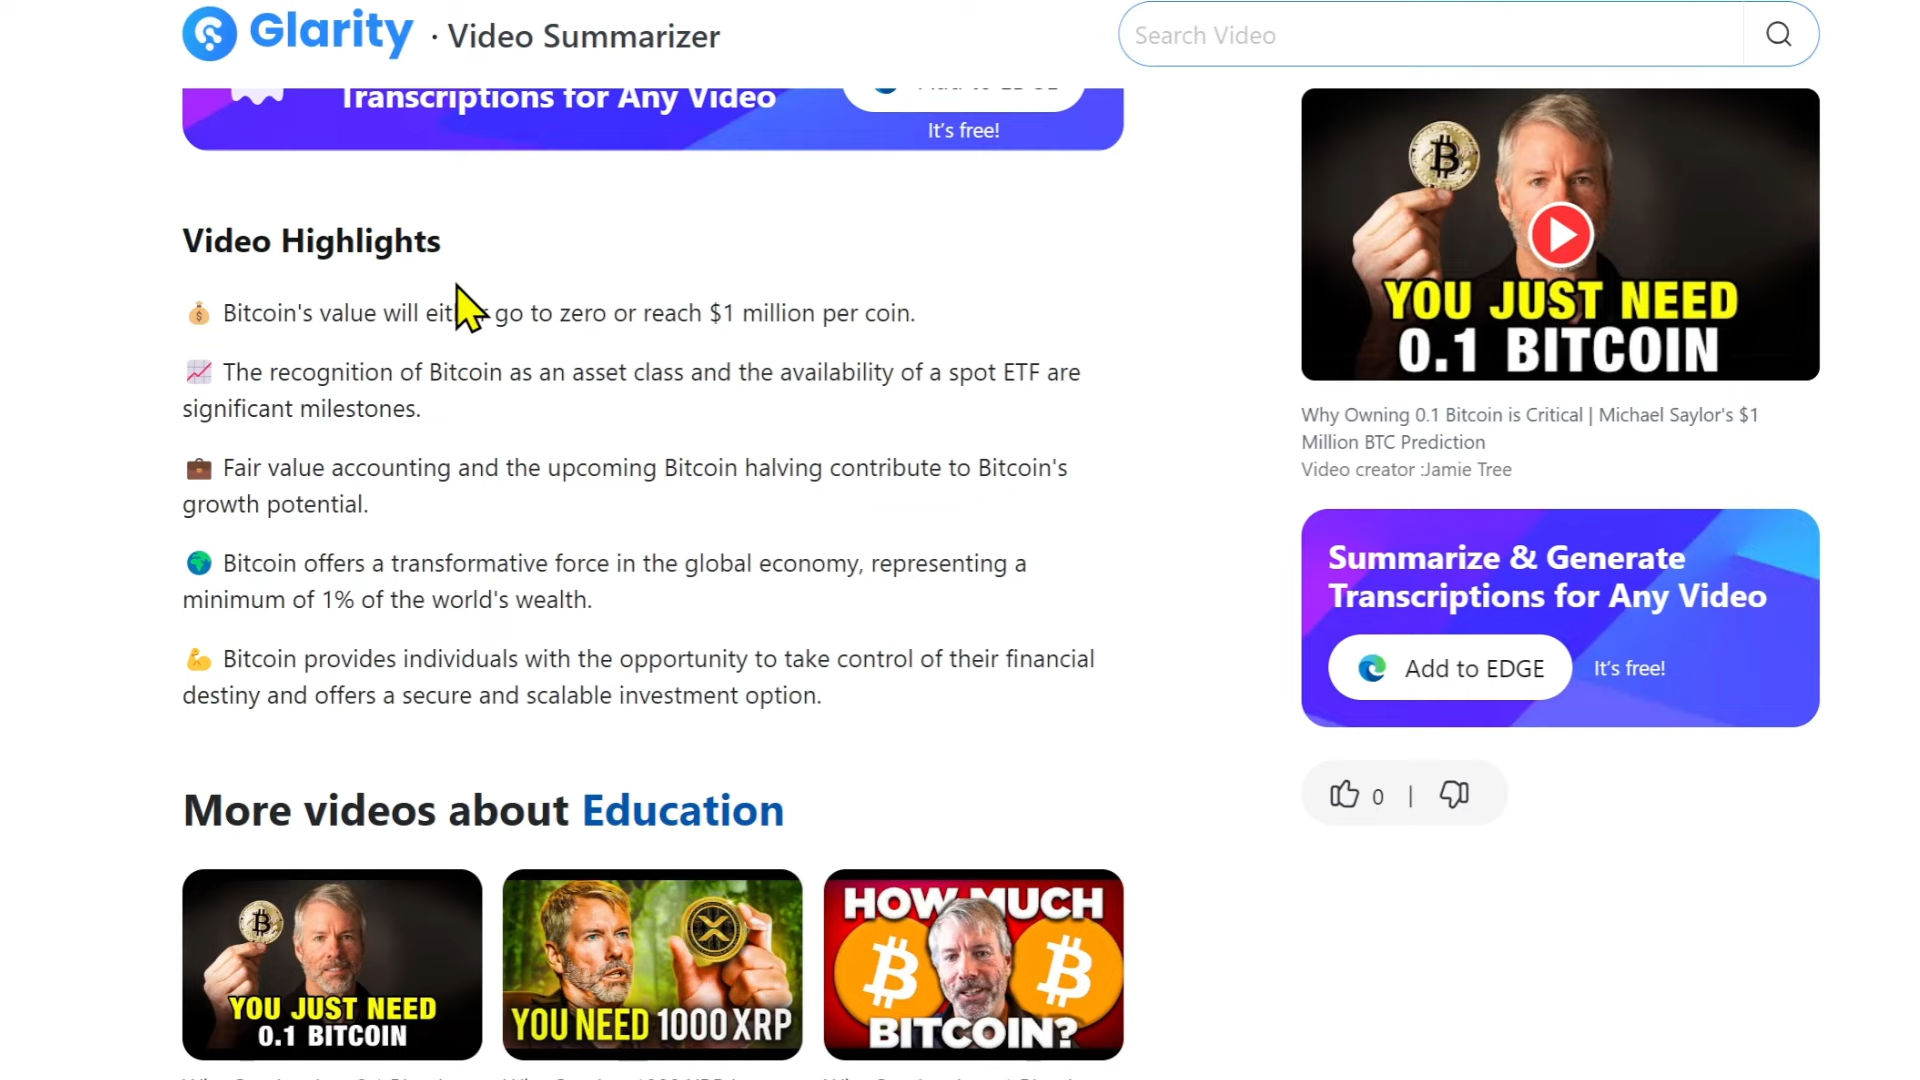 Glarity · Video Summarizer
Search Video
Transcriptions for Any Video
Add to EDGE
It's free!
Video Highlights
Bitcoin's value will either go to zero or reach $1 million per coin.
The recognition of Bitcoin as an asset class and the availability of a spot ETF are
significant milestones.
Fair value accounting and the upcoming Bitcoin halving contribute to Bitcoin's
growth potential.
Bitcoin offers a transformative force in the global economy, representing a
minimum of 1% of the world's wealth.
Bitcoin provides individuals with the opportunity to take control of their financial
destiny and offers a secure and scalable investment option.
YOU JUST NEED
0.1 BITCOIN
Why Owning 0.1 Bitcoin is Critical | Michael Saylor's $1
Million BTC Prediction
Video creator :Jamie Tree
Summarize & Generate
Transcriptions for Any Video
Add to EDGE
It's free!
0 |
More videos about Education
YOU JUST NEED
0.1 BITCOIN
YOU NEED 1000 XRP
HOW MUCH
BITCOIN?